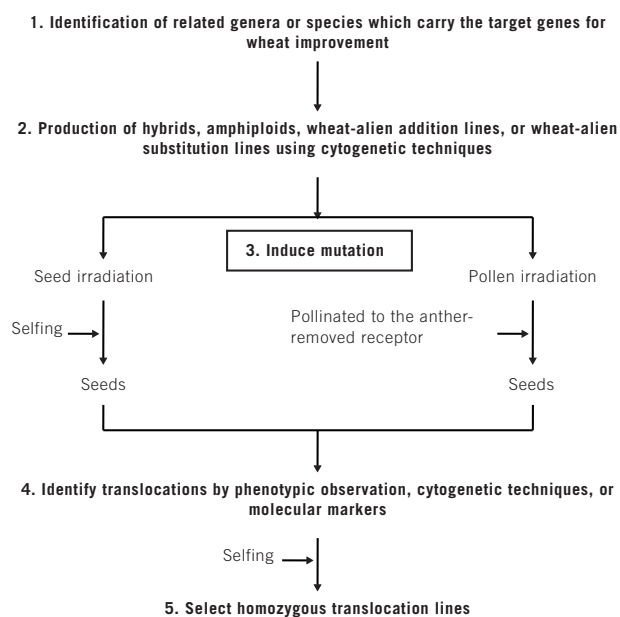 1. Identification of related genera or species which carry the target genes for
wheat improvement
2. Production of hybrids, amphiploids, wheat-alien addition lines, or wheat-alien
substitution lines using cytogenetic techniques
3. Induce mutation
Seed irradiation
Pollen irradiation
Selfing
Pollinated to the anther-
removed receptor
Seeds
Seeds
4. Identify translocations by phenotypic observation, cytogenetic techniques, or
molecular markers
Selfing
5. Select homozygous translocation lines